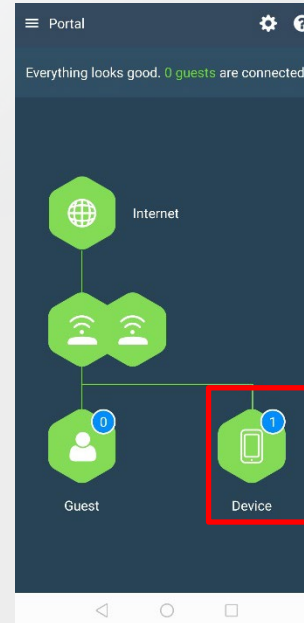 Portal
Everything looks good. 0 guests are connected
Internet
0
1
Guest
Device